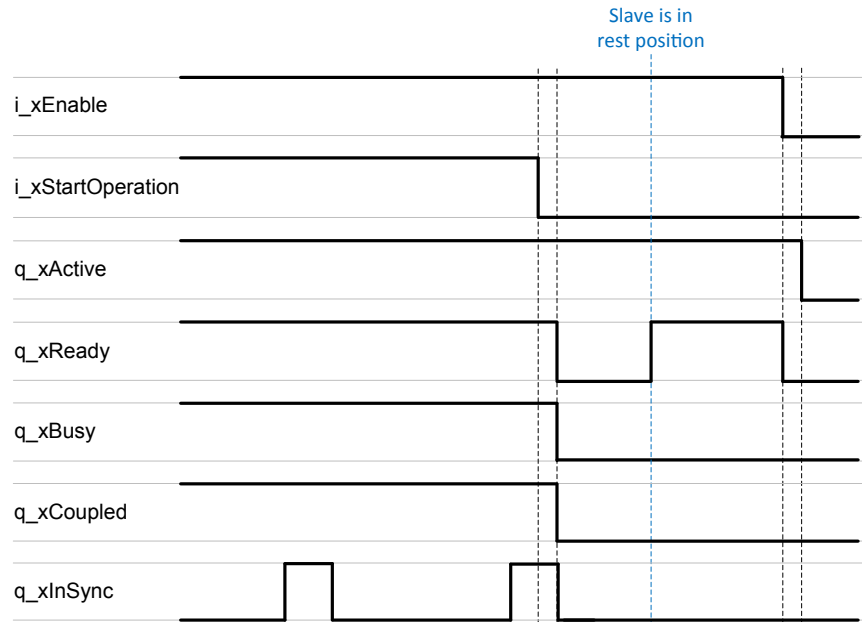 Slave is in
rest position
i_xEnable
i_xStartOperation
q_xActive
q_xReady
q_xBusy
q_xCoupled
q_xInSync